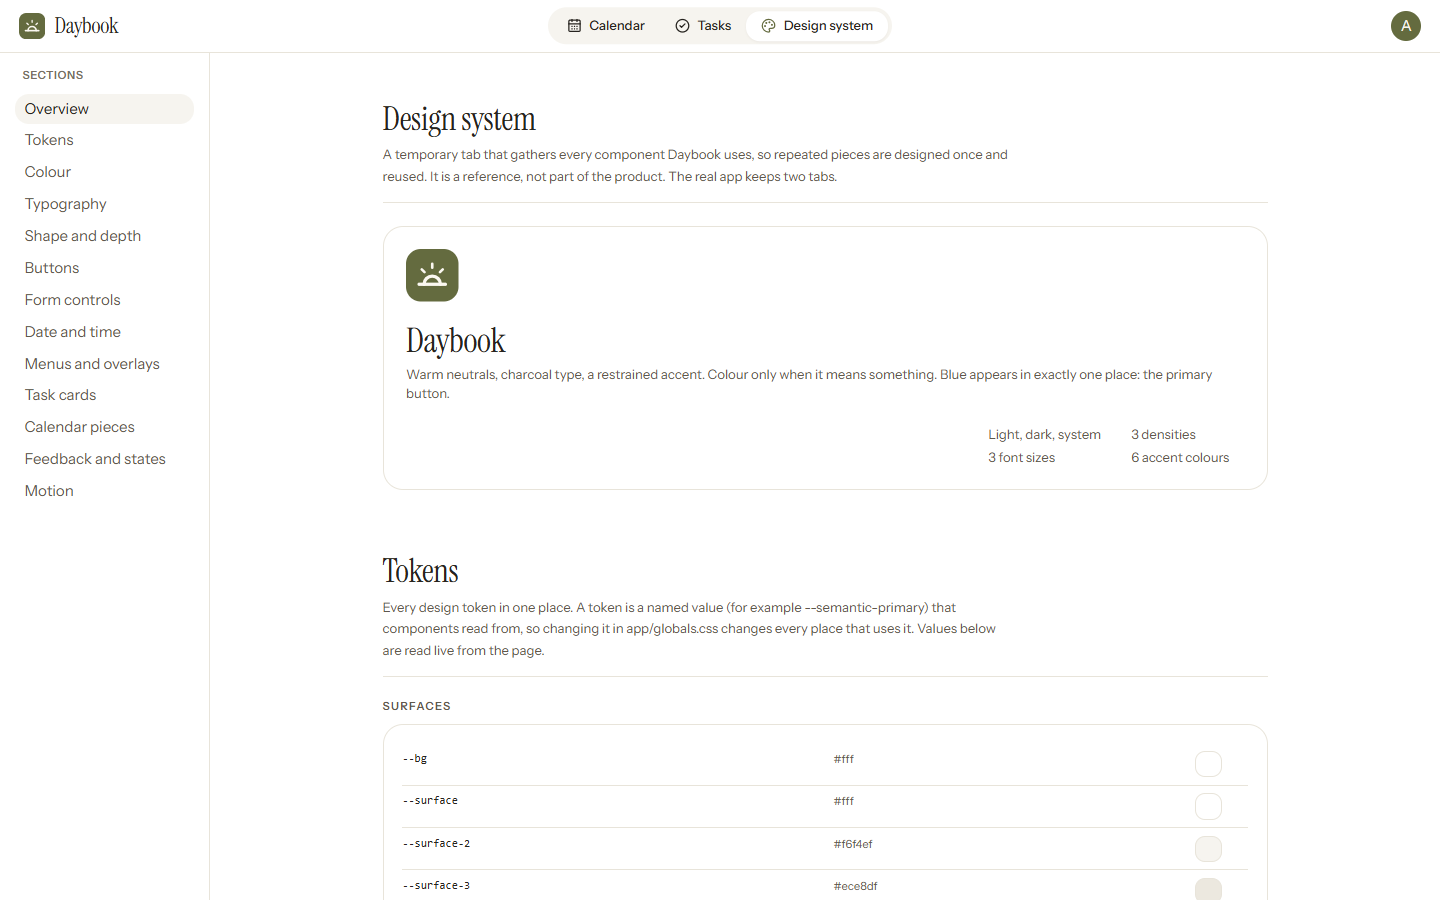 Daybook
Calendar
Tasks
Design system
A
SECTIONS
Overview
Tokens
Colour
Typography
Shape and depth
Buttons
Form controls
Date and time
Menus and overlays
Task cards
Calendar pieces
Feedback and states
Motion
Design system
A temporary tab that gathers every component Daybook uses, so repeated pieces are designed once and
reused. It is a reference, not part of the product. The real app keeps two tabs.
Daybook
Warm neutrals, charcoal type, a restrained accent. Colour only when it means something. Blue appears in exactly one place: the primary
button.
Light, dark, system
3 densities
3 font sizes
6 accent colours
Tokens
Every design token in one place. A token is a named value (for example --semantic-primary) that
components read from, so changing it in app/globals.css changes every place that uses it. Values below
are read live from the page.
SURFACES
--bg #fff
--surface #fff
--surface-2 #f6f4ef
--surface-3 #ece8df